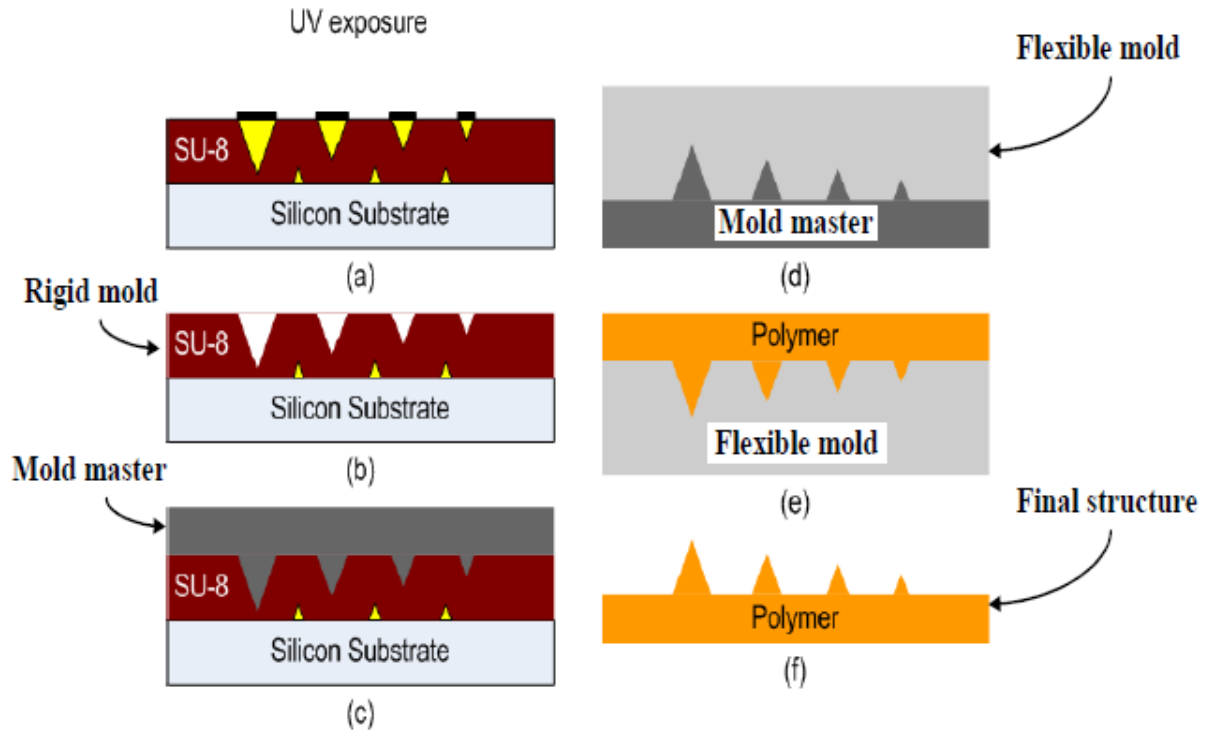 UV exposure
SU-8
Silicon Substrate
(a)
Rigid mold
SU-8
Silicon Substrate
(b)
Mold master
SU-8
Silicon Substrate
(c)
Flexible mold
Mold master
(d)
Polymer
Flexible mold
(e)
Final structure
Polymer
(f)